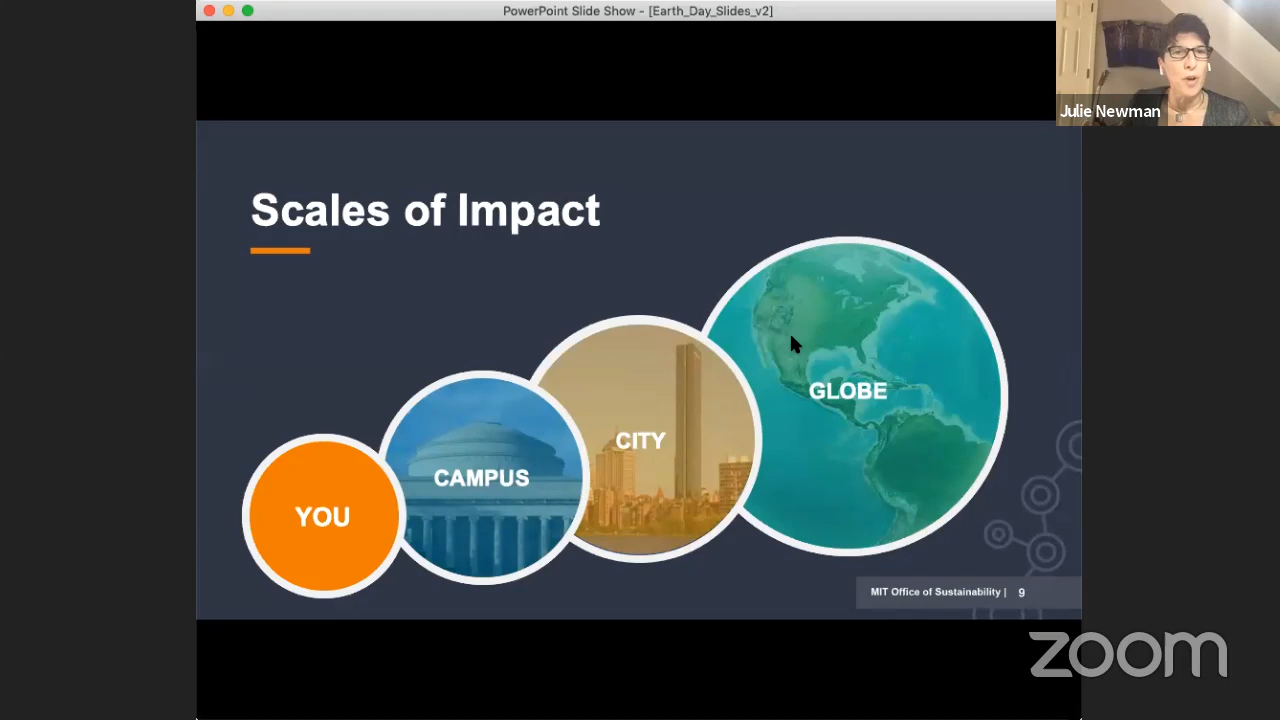 PowerPoint Slide Show - [Earth_Day_Slides_v2]
Julie Newman
Scales of Impact
GLOBE
CITY
CAMPUS
YOU
MIT Office of Sustainability | 9
zoom